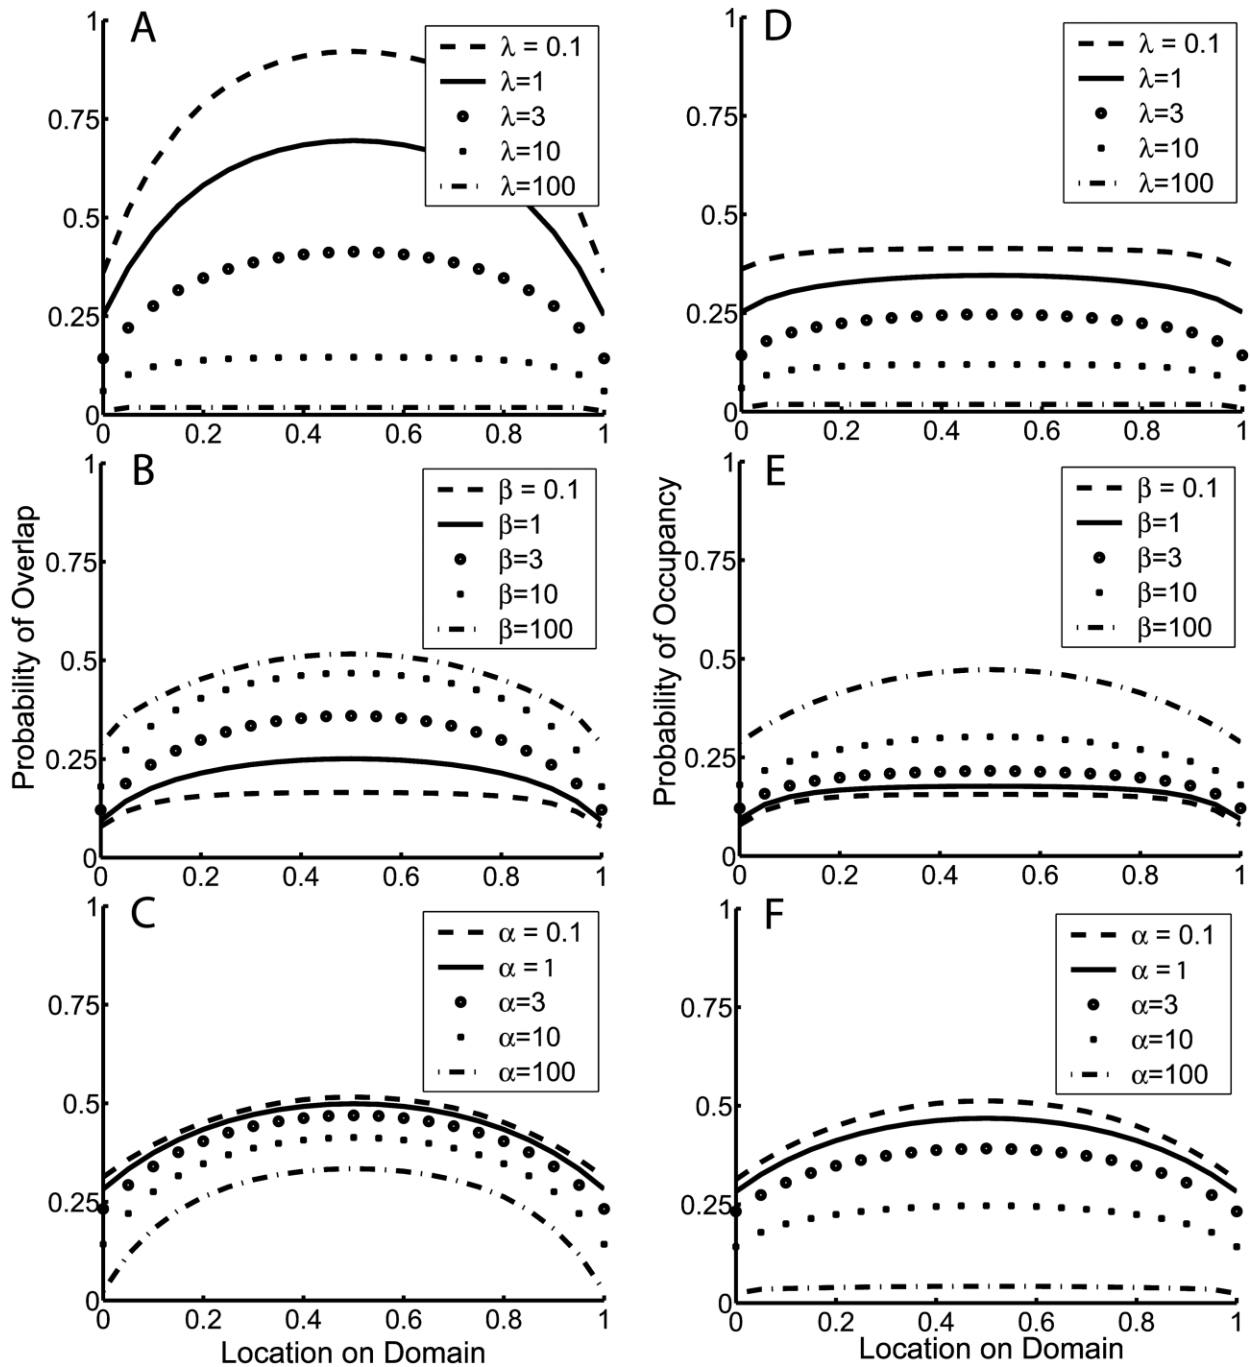 A
1
0.75
0.5
0.25
0
0 0.2 0.4 0.6 0.8 1
λ = 0.1
λ=1
λ=3
λ=10
λ=100
D
1
0.75
0.5
0.25
0
0 0.2 0.4 0.6 0.8 1
λ = 0.1
λ=1
λ=3
λ=10
λ=100
B
1
0.75
0.5
0.25
0
0 0.2 0.4 0.6 0.8 1
β = 0.1
β=1
β=3
β=10
β=100
Probability of Overlap
E
1
0.75
0.5
0.25
0
0 0.2 0.4 0.6 0.8 1
β = 0.1
β=1
β=3
β=10
β=100
Probability of Occupancy
C
1
0.75
0.5
0.25
0
0 0.2 0.4 0.6 0.8 1
α = 0.1
α = 1
α=3
α=10
α=100
Location on Domain
F
1
0.75
0.5
0.25
0
0 0.2 0.4 0.6 0.8 1
α = 0.1
α = 1
α=3
α=10
α=100
Location on Domain